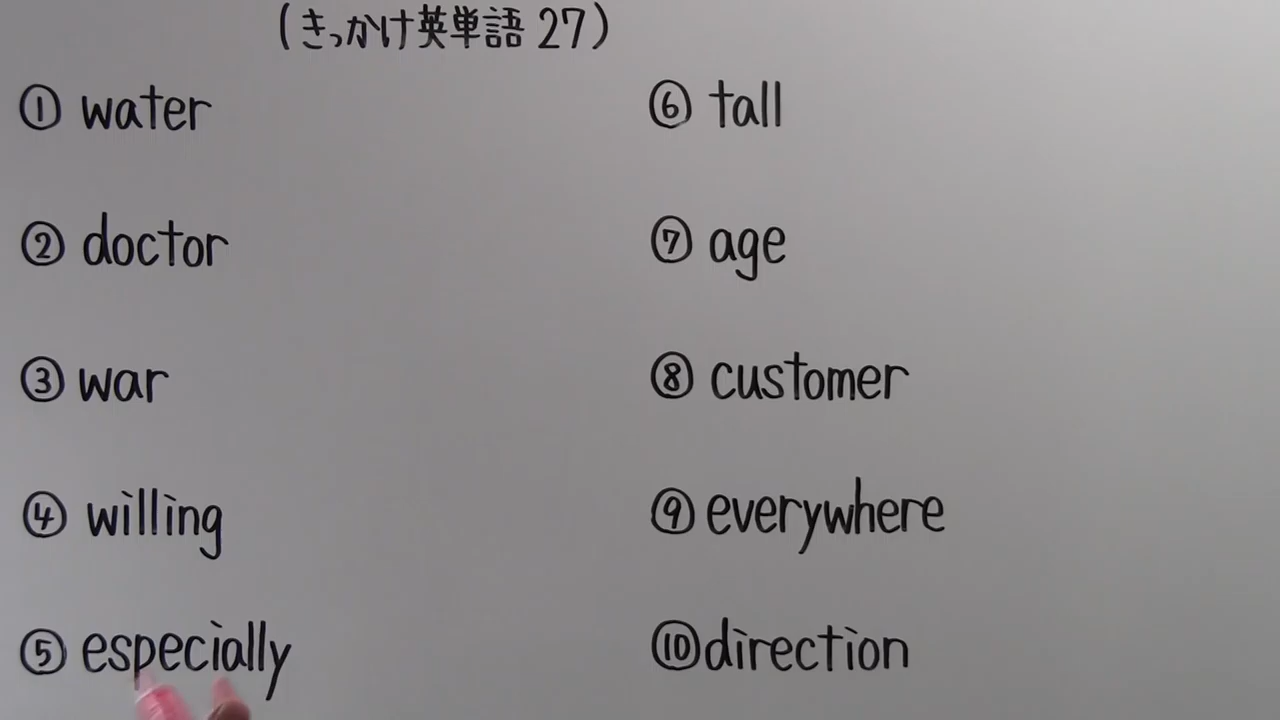 (きっかけ英単語 27)
① water
② doctor
③ war
④ willing
⑤ especially
⑥ tall
⑦ age
⑧ customer
⑨ everywhere
⑩ direction